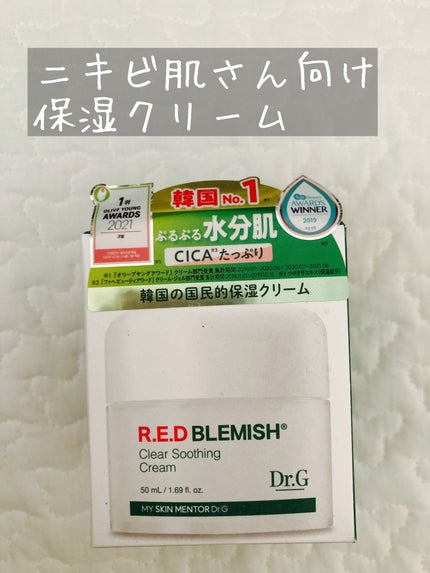 ニキビ肌さん向け
保湿クリーム
韓国No.1
1위
OLIVE YOUNG
AWARDS
2021
AWARDS
WINNER
2019
ぷるぷる水分肌
CICA※3たっぷり
韓国の国民的保湿クリーム
R.E.D BLEMISH®
Clear Soothing
Cream
50 mL / 1.69 fl. oz.
Dr.G
MY SKIN MENTOR Dr.G